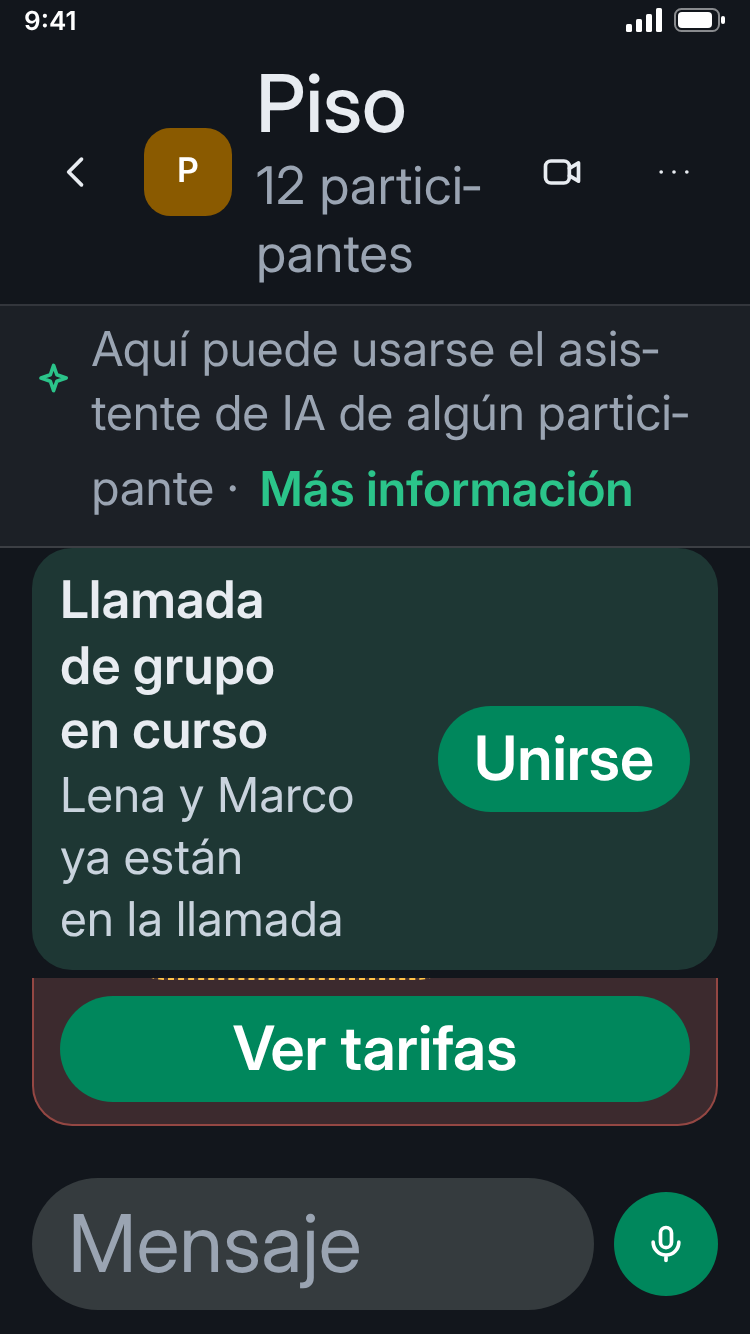 9:41
Piso
P
12 partici-
pantes
Aquí puede usarse el asis-
tente de IA de algún partici-
pante · Más información
Llamada
de grupo
en curso
Unirse
Lena y Marco
ya están
en la llamada
Ver tarifas
Mensaje